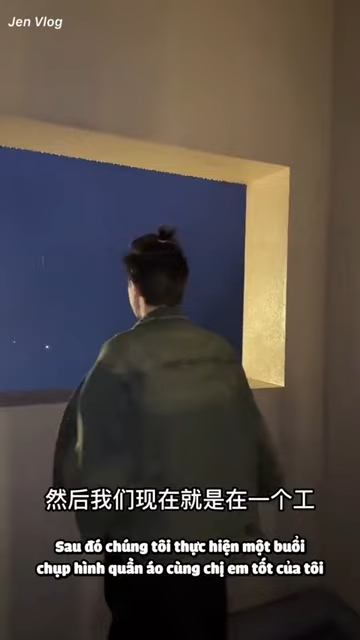 Jen Vlog
然后我们现在就是在一个工
Sau đó chúng tôi thực hiện một buổi
chụp hình quần áo cùng chị em tốt của tôi